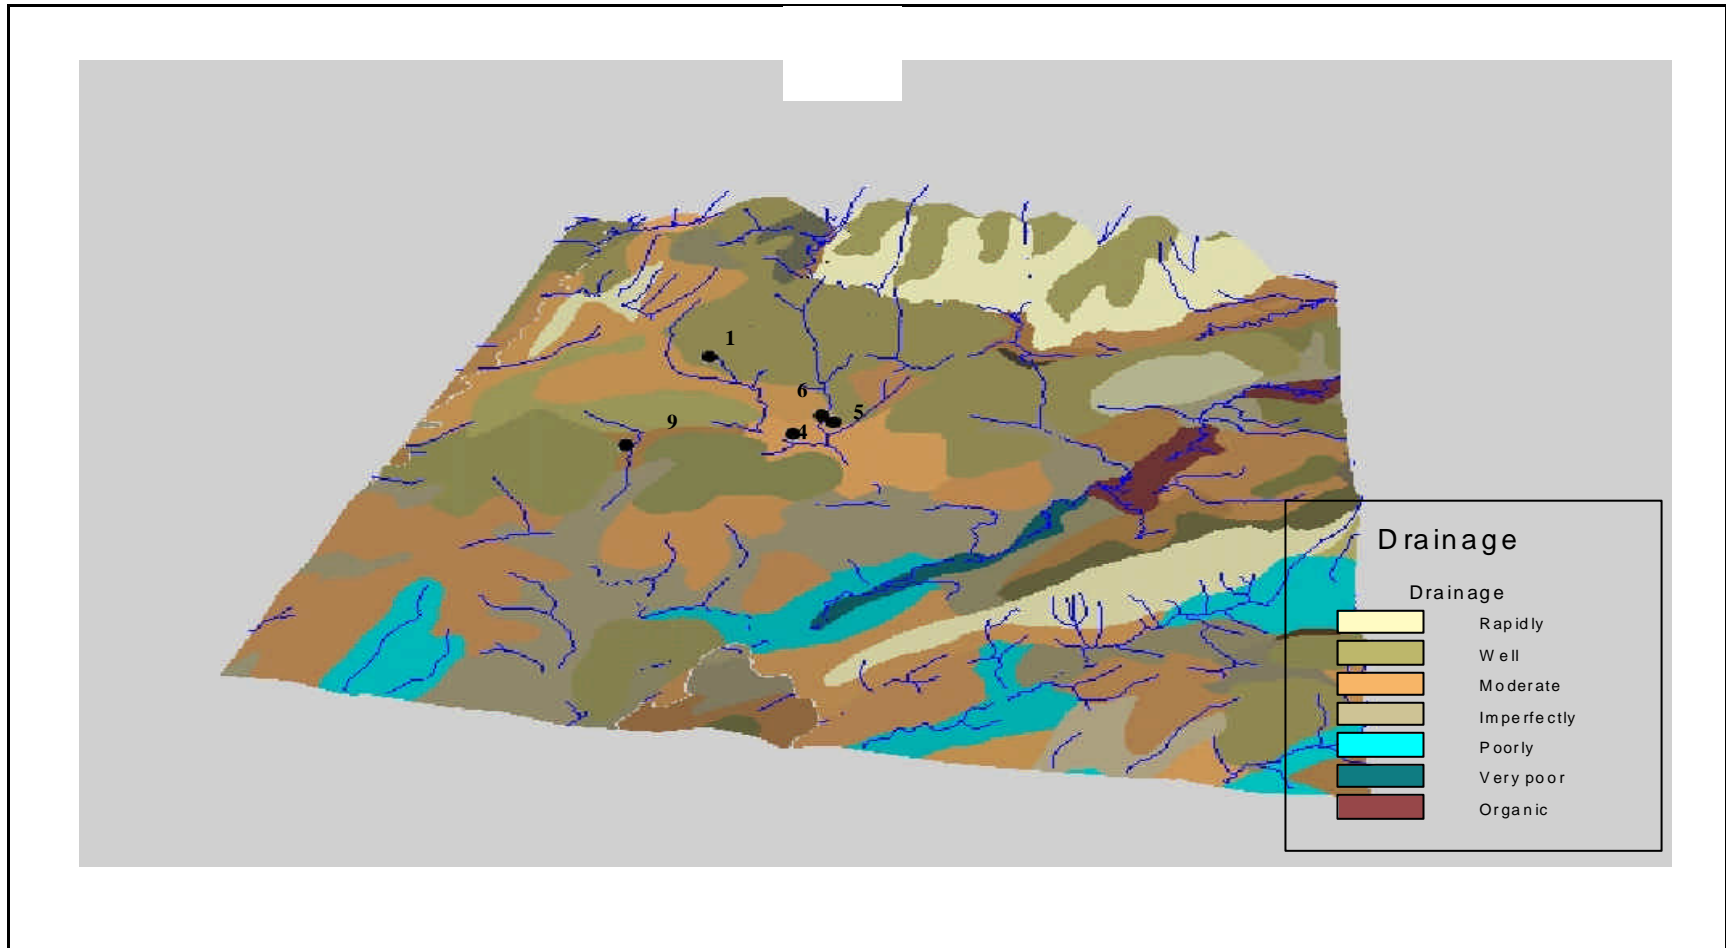 1
6
5
9
4
Drainage
Drainage
Rapidly
Well
Moderate
Imperfectly
Poorly
Very poor
Organic